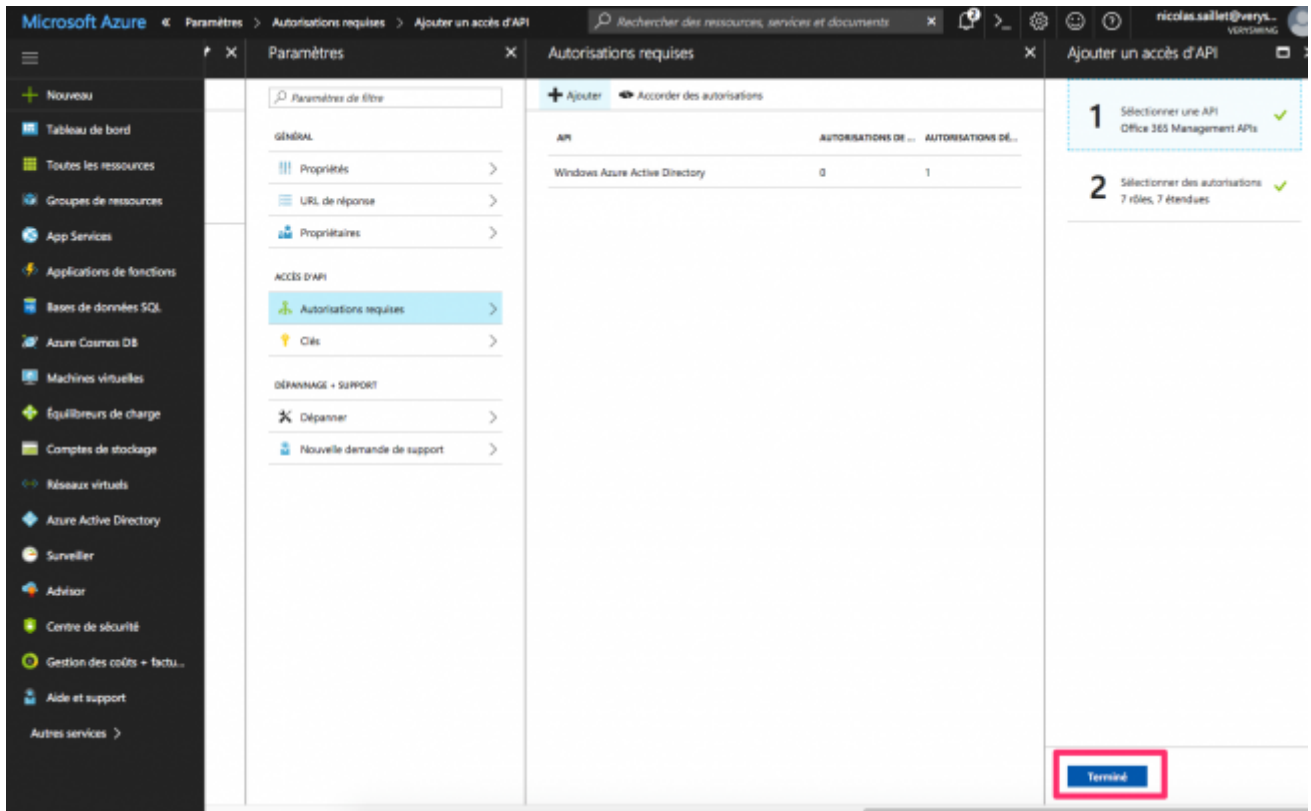 Microsoft Azure « Paramètres > Autorisations requises > Ajouter un accès d'API
Rechercher des ressources, services et documents
2
nicolas.saillet@verys...
VERYSWING
Paramètres
Autorisations requises
Ajouter un accès d'API
Nouveau
Tableau de bord
Toutes les ressources
Groupes de ressources
App Services
Applications de fonctions
Bases de données SQL
Azure Cosmos DB
Machines virtuelles
Équilibreurs de charge
Comptes de stockage
Réseaux virtuels
Azure Active Directory
Surveiller
Advisor
Centre de sécurité
Gestion des coûts + factu...
Aide et support
Autres services >
Paramètres de filtre
GÉNÉRAL
Propriétés
URL de réponse
Propriétaires
ACCÈS D'API
Autorisations requises
Clés
DÉPANNAGE + SUPPORT
Dépanner
Nouvelle demande de support
Ajouter
Accorder des autorisations
API AUTORISATIONS DE ... AUTORISATIONS DÉ...
Windows Azure Active Directory 0 1
1
Sélectionner une API
Office 365 Management APIs
2
Sélectionner des autorisations
7 rôles, 7 étendues
Terminé